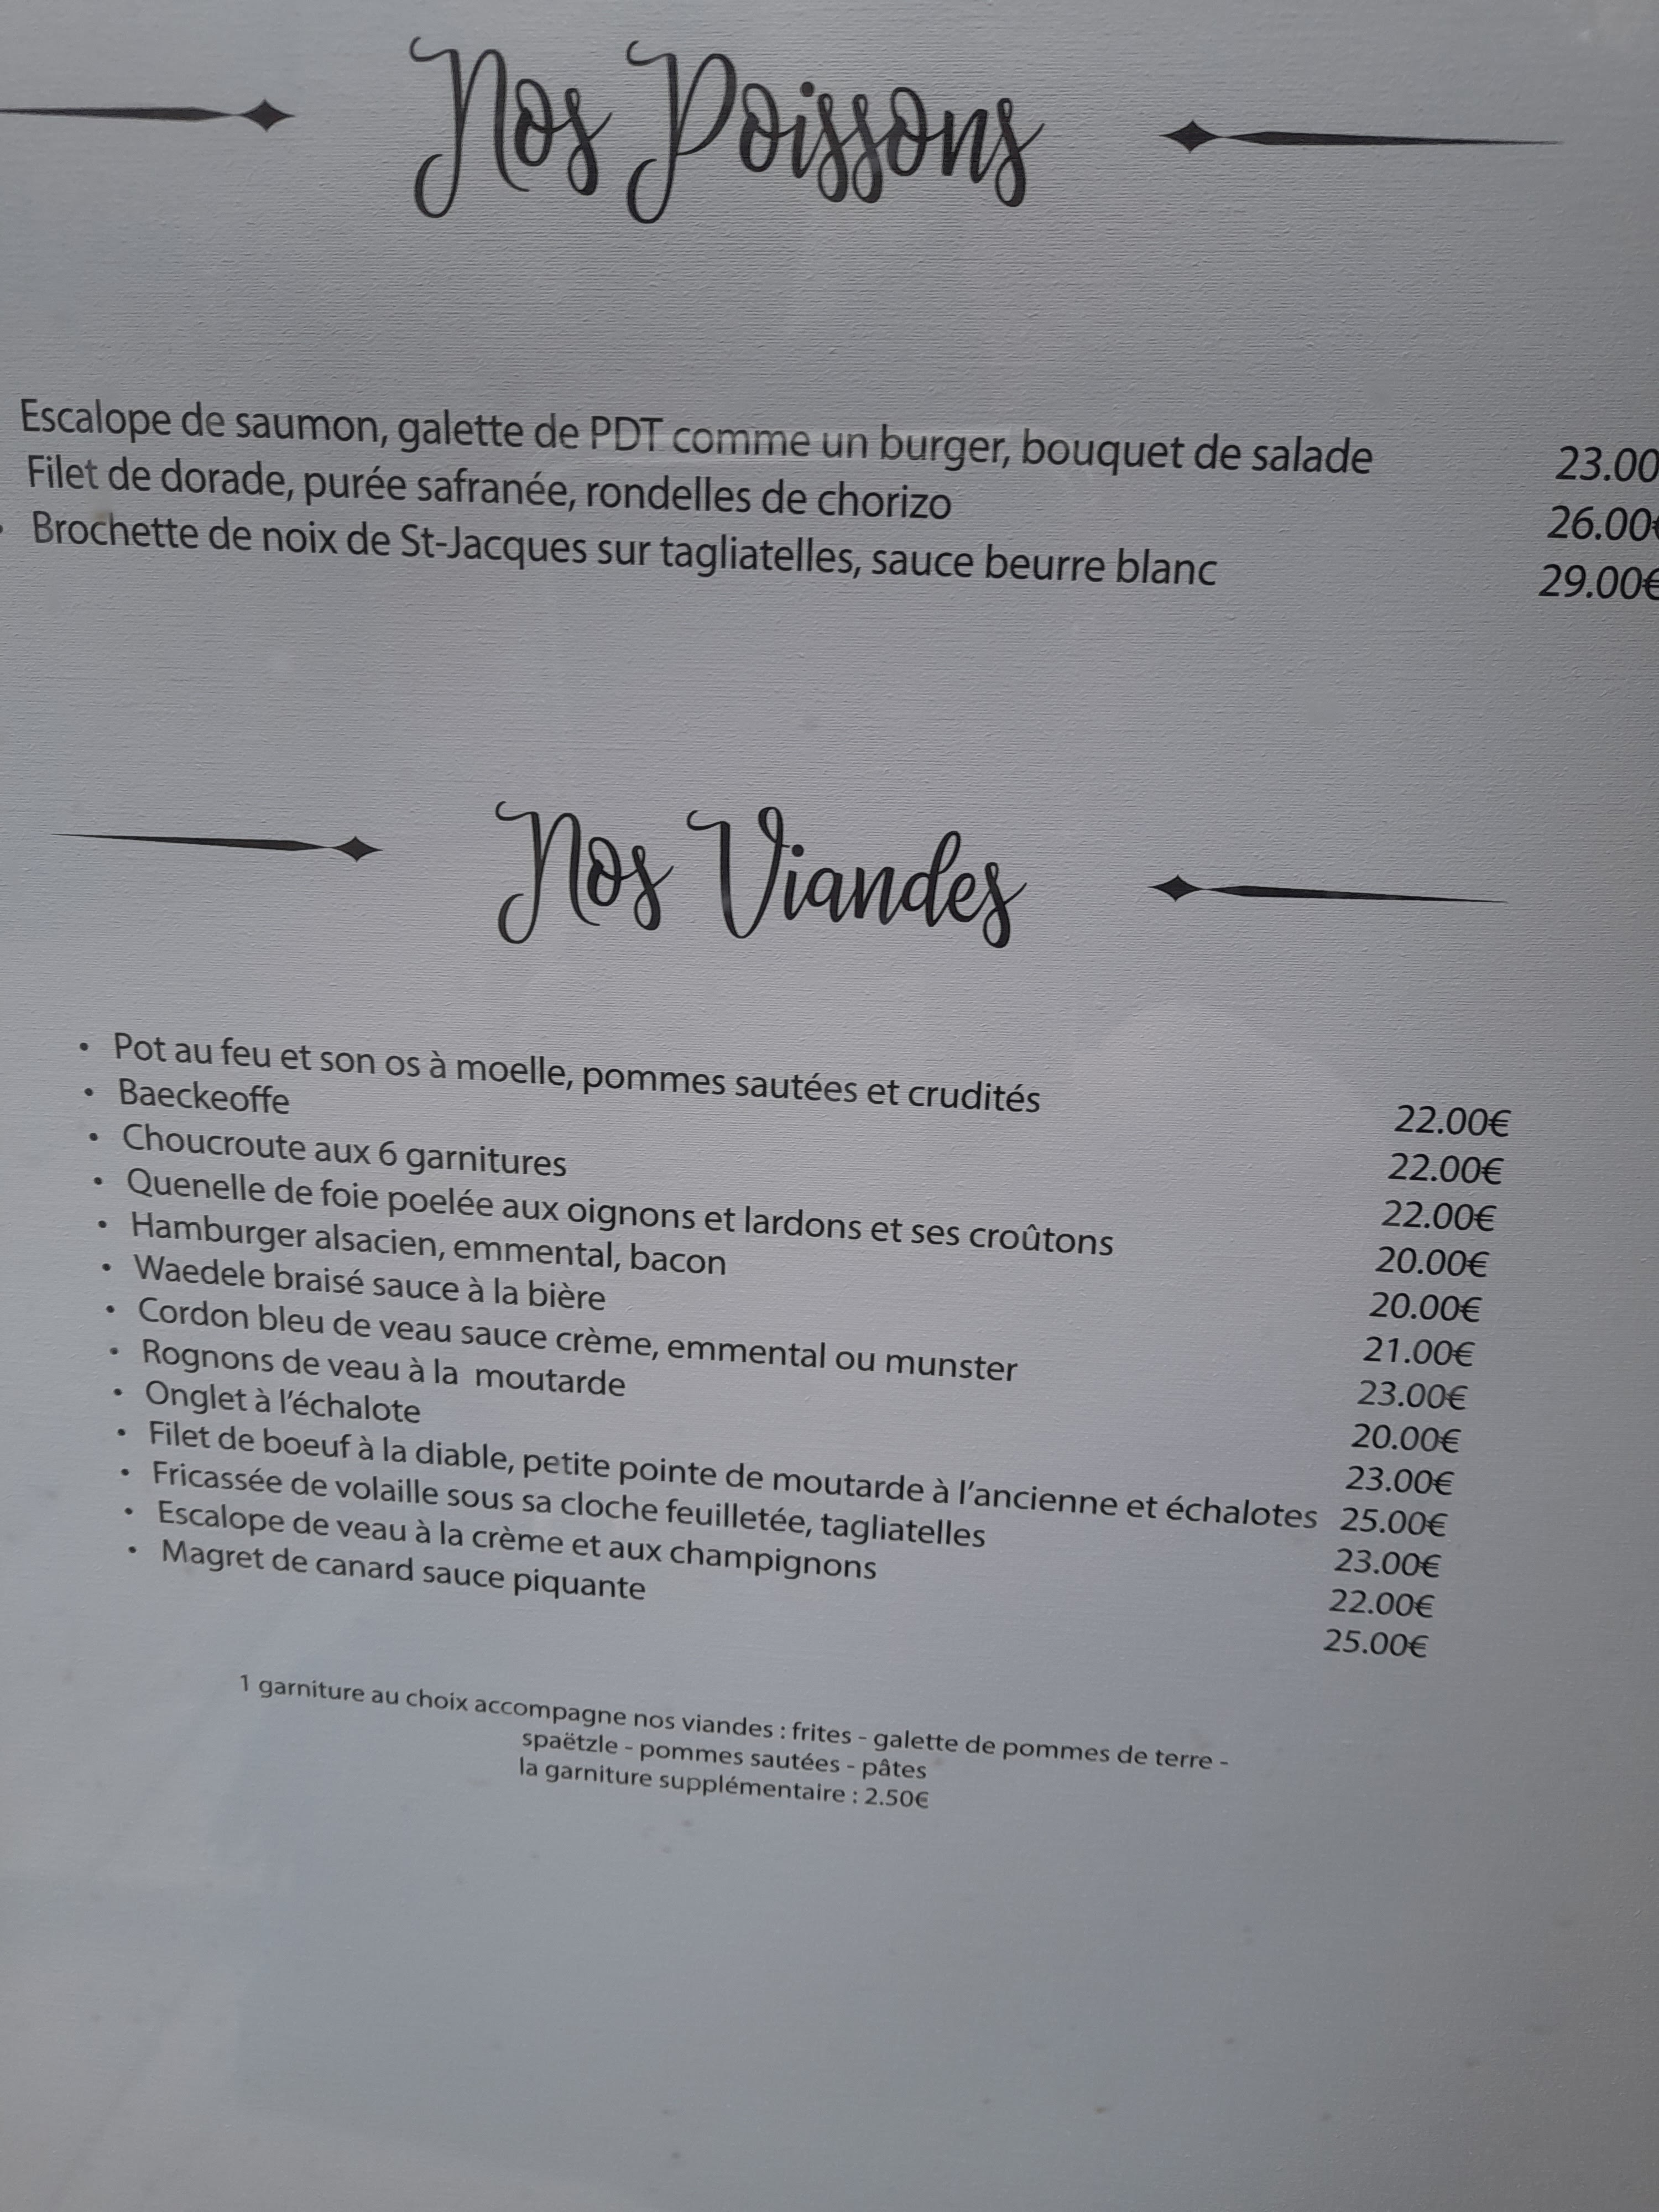 Nos Poissons
Escalope de saumon, galette de PDT comme un burger, bouquet de salade 23.00
Filet de dorade, purée safranée, rondelles de chorizo 26.00€
• Brochette de noix de St-Jacques sur tagliatelles, sauce beurre blanc 29.00€
Nos Viandes
• Pot au feu et son os à moelle, pommes sautées et crudités 22.00€
• Baeckeoffe 22.00€
• Choucroute aux 6 garnitures 22.00€
• Quenelle de foie poelée aux oignons et lardons et ses croûtons 20.00€
• Hamburger alsacien, emmental, bacon 20.00€
• Waedele braisé sauce à la bière 21.00€
• Cordon bleu de veau sauce crème, emmental ou munster 23.00€
• Rognons de veau à la moutarde 20.00€
• Onglet à l'échalote 23.00€
• Filet de boeuf à la diable, petite pointe de moutarde à l'ancienne et échalotes 25.00€
• Fricassée de volaille sous sa cloche feuilletée, tagliatelles 23.00€
• Escalope de veau à la crème et aux champignons 22.00€
• Magret de canard sauce piquante 25.00€
1 garniture au choix accompagne nos viandes : frites - galette de pommes de terre -
spaëtzle - pommes sautées - pâtes
la garniture supplémentaire : 2.50€